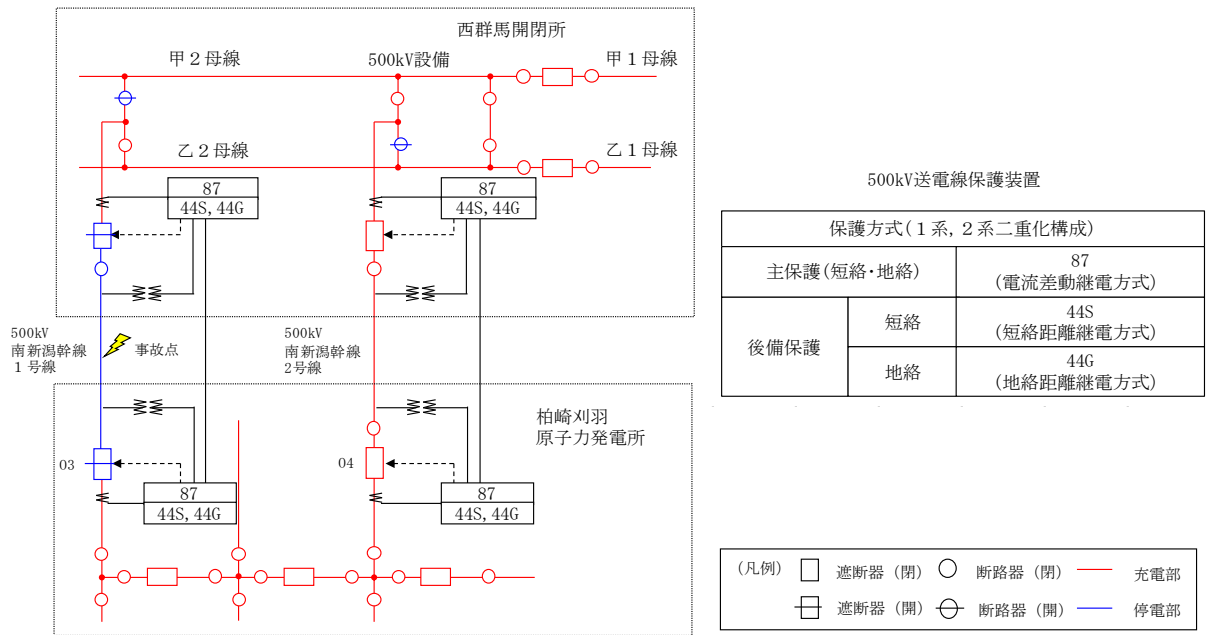 西群馬開閉所
甲２母線
500kV設備
甲１母線
乙２母線
乙１母線
87
44S, 44G
87
44S, 44G
500kV
南新潟幹線
１号線
事故点
500kV
南新潟幹線
2号線
柏崎刈羽
原子力発電所
03
04
87
44S, 44G
87
44S, 44G
500kV送電線保護装置
保護方式(１系, ２系二重化構成)
主保護(短絡・地絡)
87
(電流差動継電方式)
後備保護
短絡
44S
(短絡距離継電方式)
地絡
44G
(地絡距離継電方式)
(凡例)
遮断器 (閉)
断路器 (閉)
充電部
遮断器 (開)
断路器 (開)
停電部